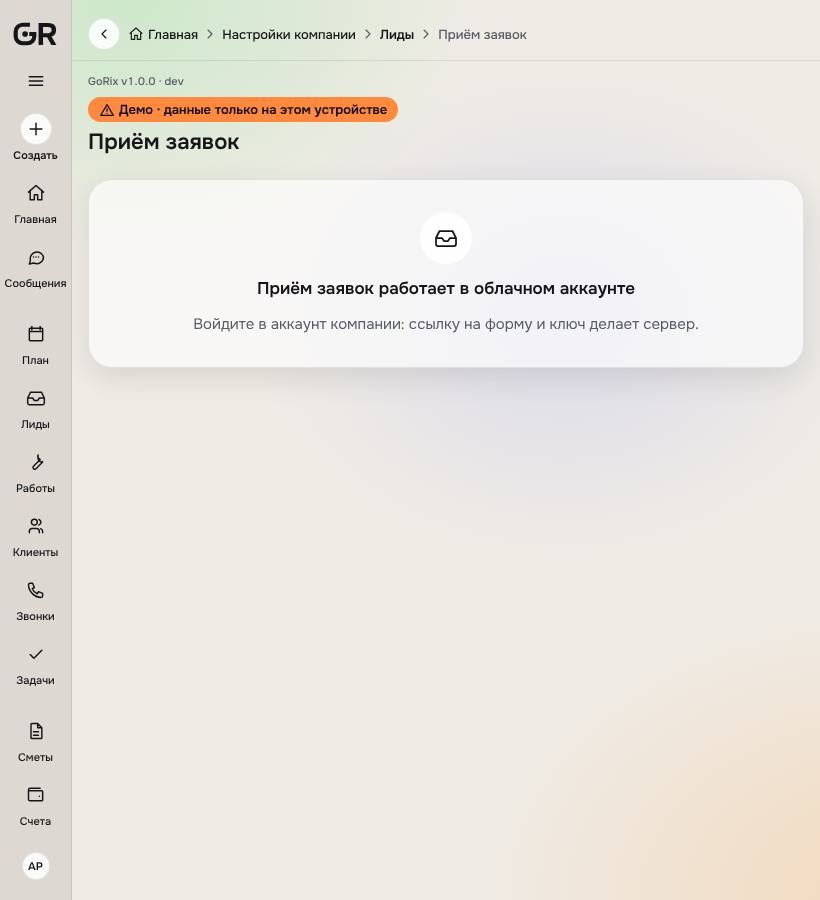 GR
Главная
Настройки компании
Лиды
Приём заявок
GoRix v1.0.0 · dev
Демо · данные только на этом устройстве
Приём заявок
Приём заявок работает в облачном аккаунте
Войдите в аккаунт компании: ссылку на форму и ключ делает сервер.
Создать
Главная
Сообщения
План
Лиды
Работы
Клиенты
Звонки
Задачи
Сметы
Счета
AP